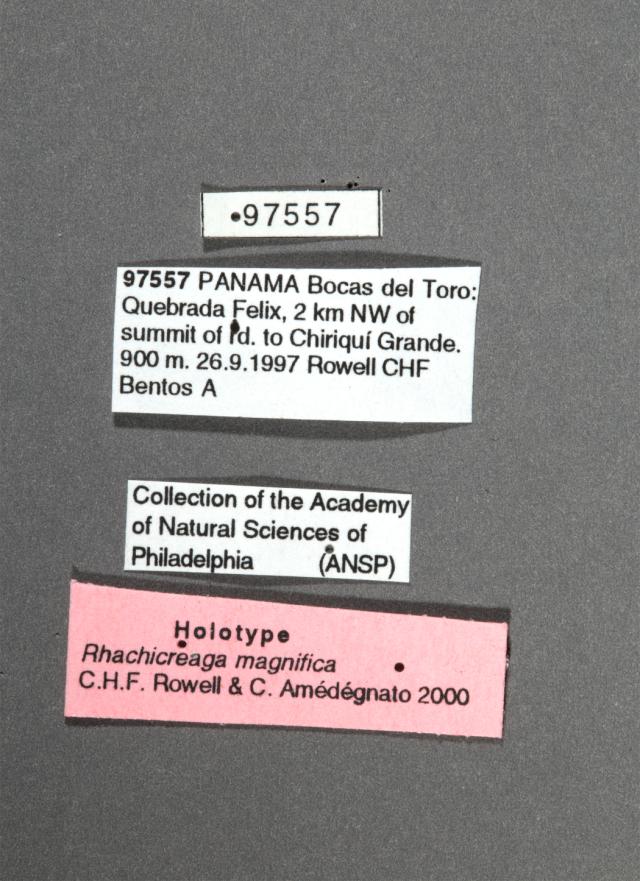 97557
97557 PANAMA Bocas del Toro:
Quebrada Felix, 2 km NW of
summit of rd. to Chiriquí Grande.
900 m. 26.9.1997 Rowell CHF
Bentos A
Collection of the Academy
of Natural Sciences of
Philadelphia (ANSP)
Holotype
Rhachicreaga magnifica
C.H.F. Rowell & C. Amédégnato 2000